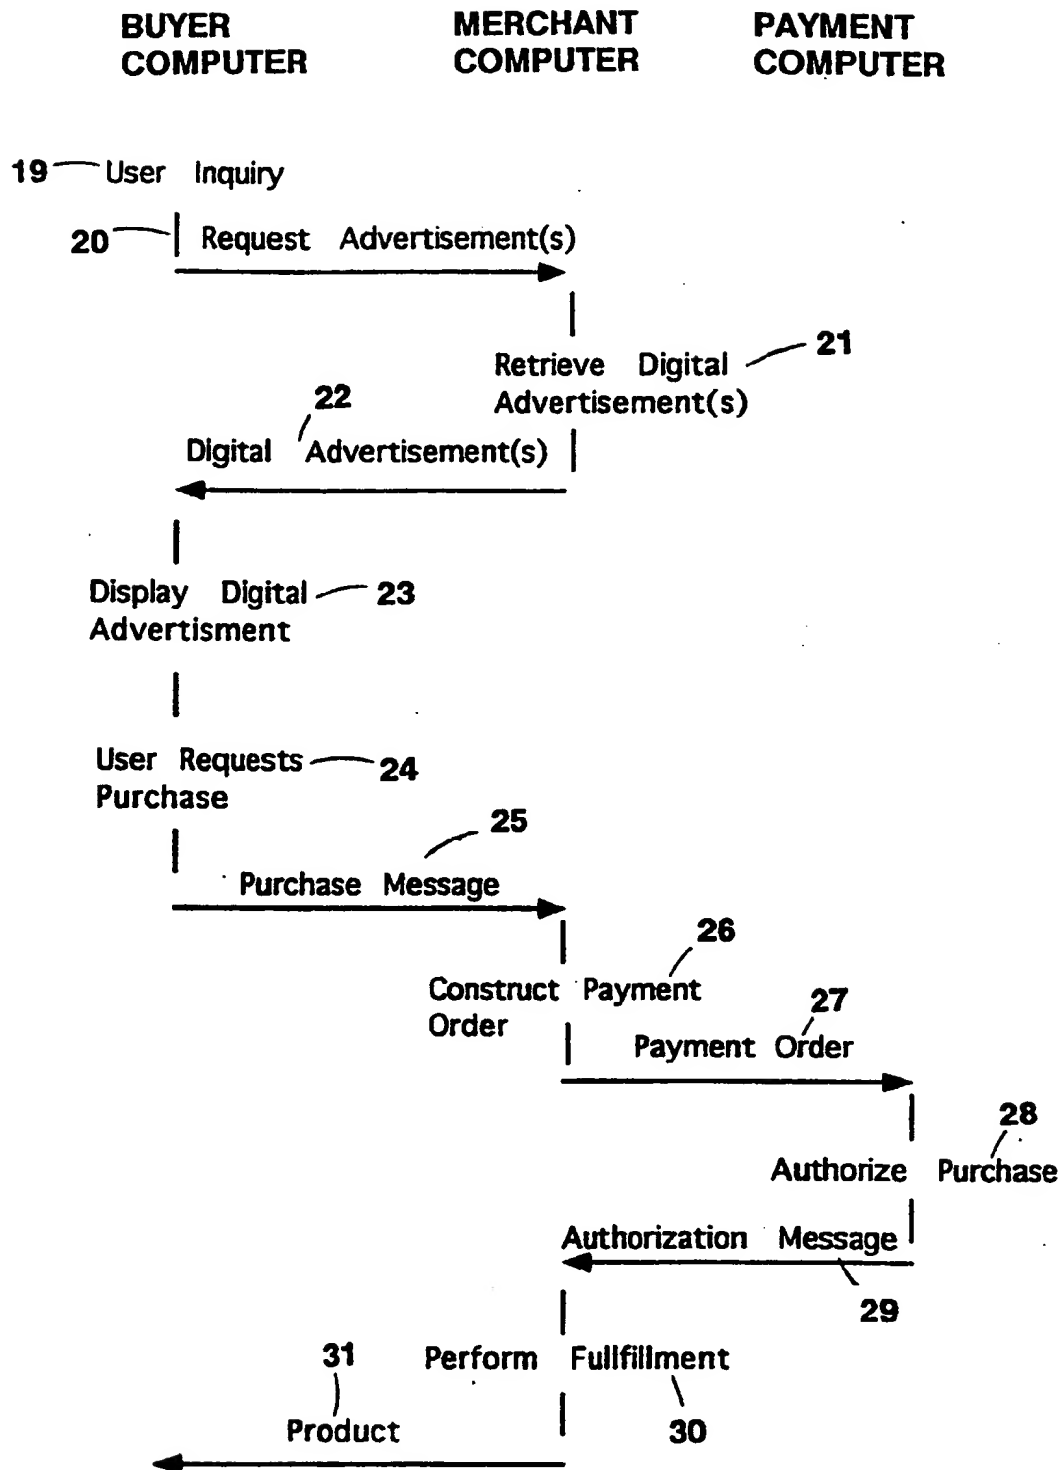 BUYER COMPUTER
MERCHANT COMPUTER
PAYMENT COMPUTER
19 User Inquiry
20 Request Advertisement(s)
21
Retrieve Digital
Advertisement(s)
22
Digital Advertisement(s)
Display Digital 23
Advertisment
User Requests 24
Purchase
25
Purchase Message
26
Construct Payment
Order
27
Payment Order
28
Authorize Purchase
Authorization Message
29
31
Perform Fullfillment
30
Product